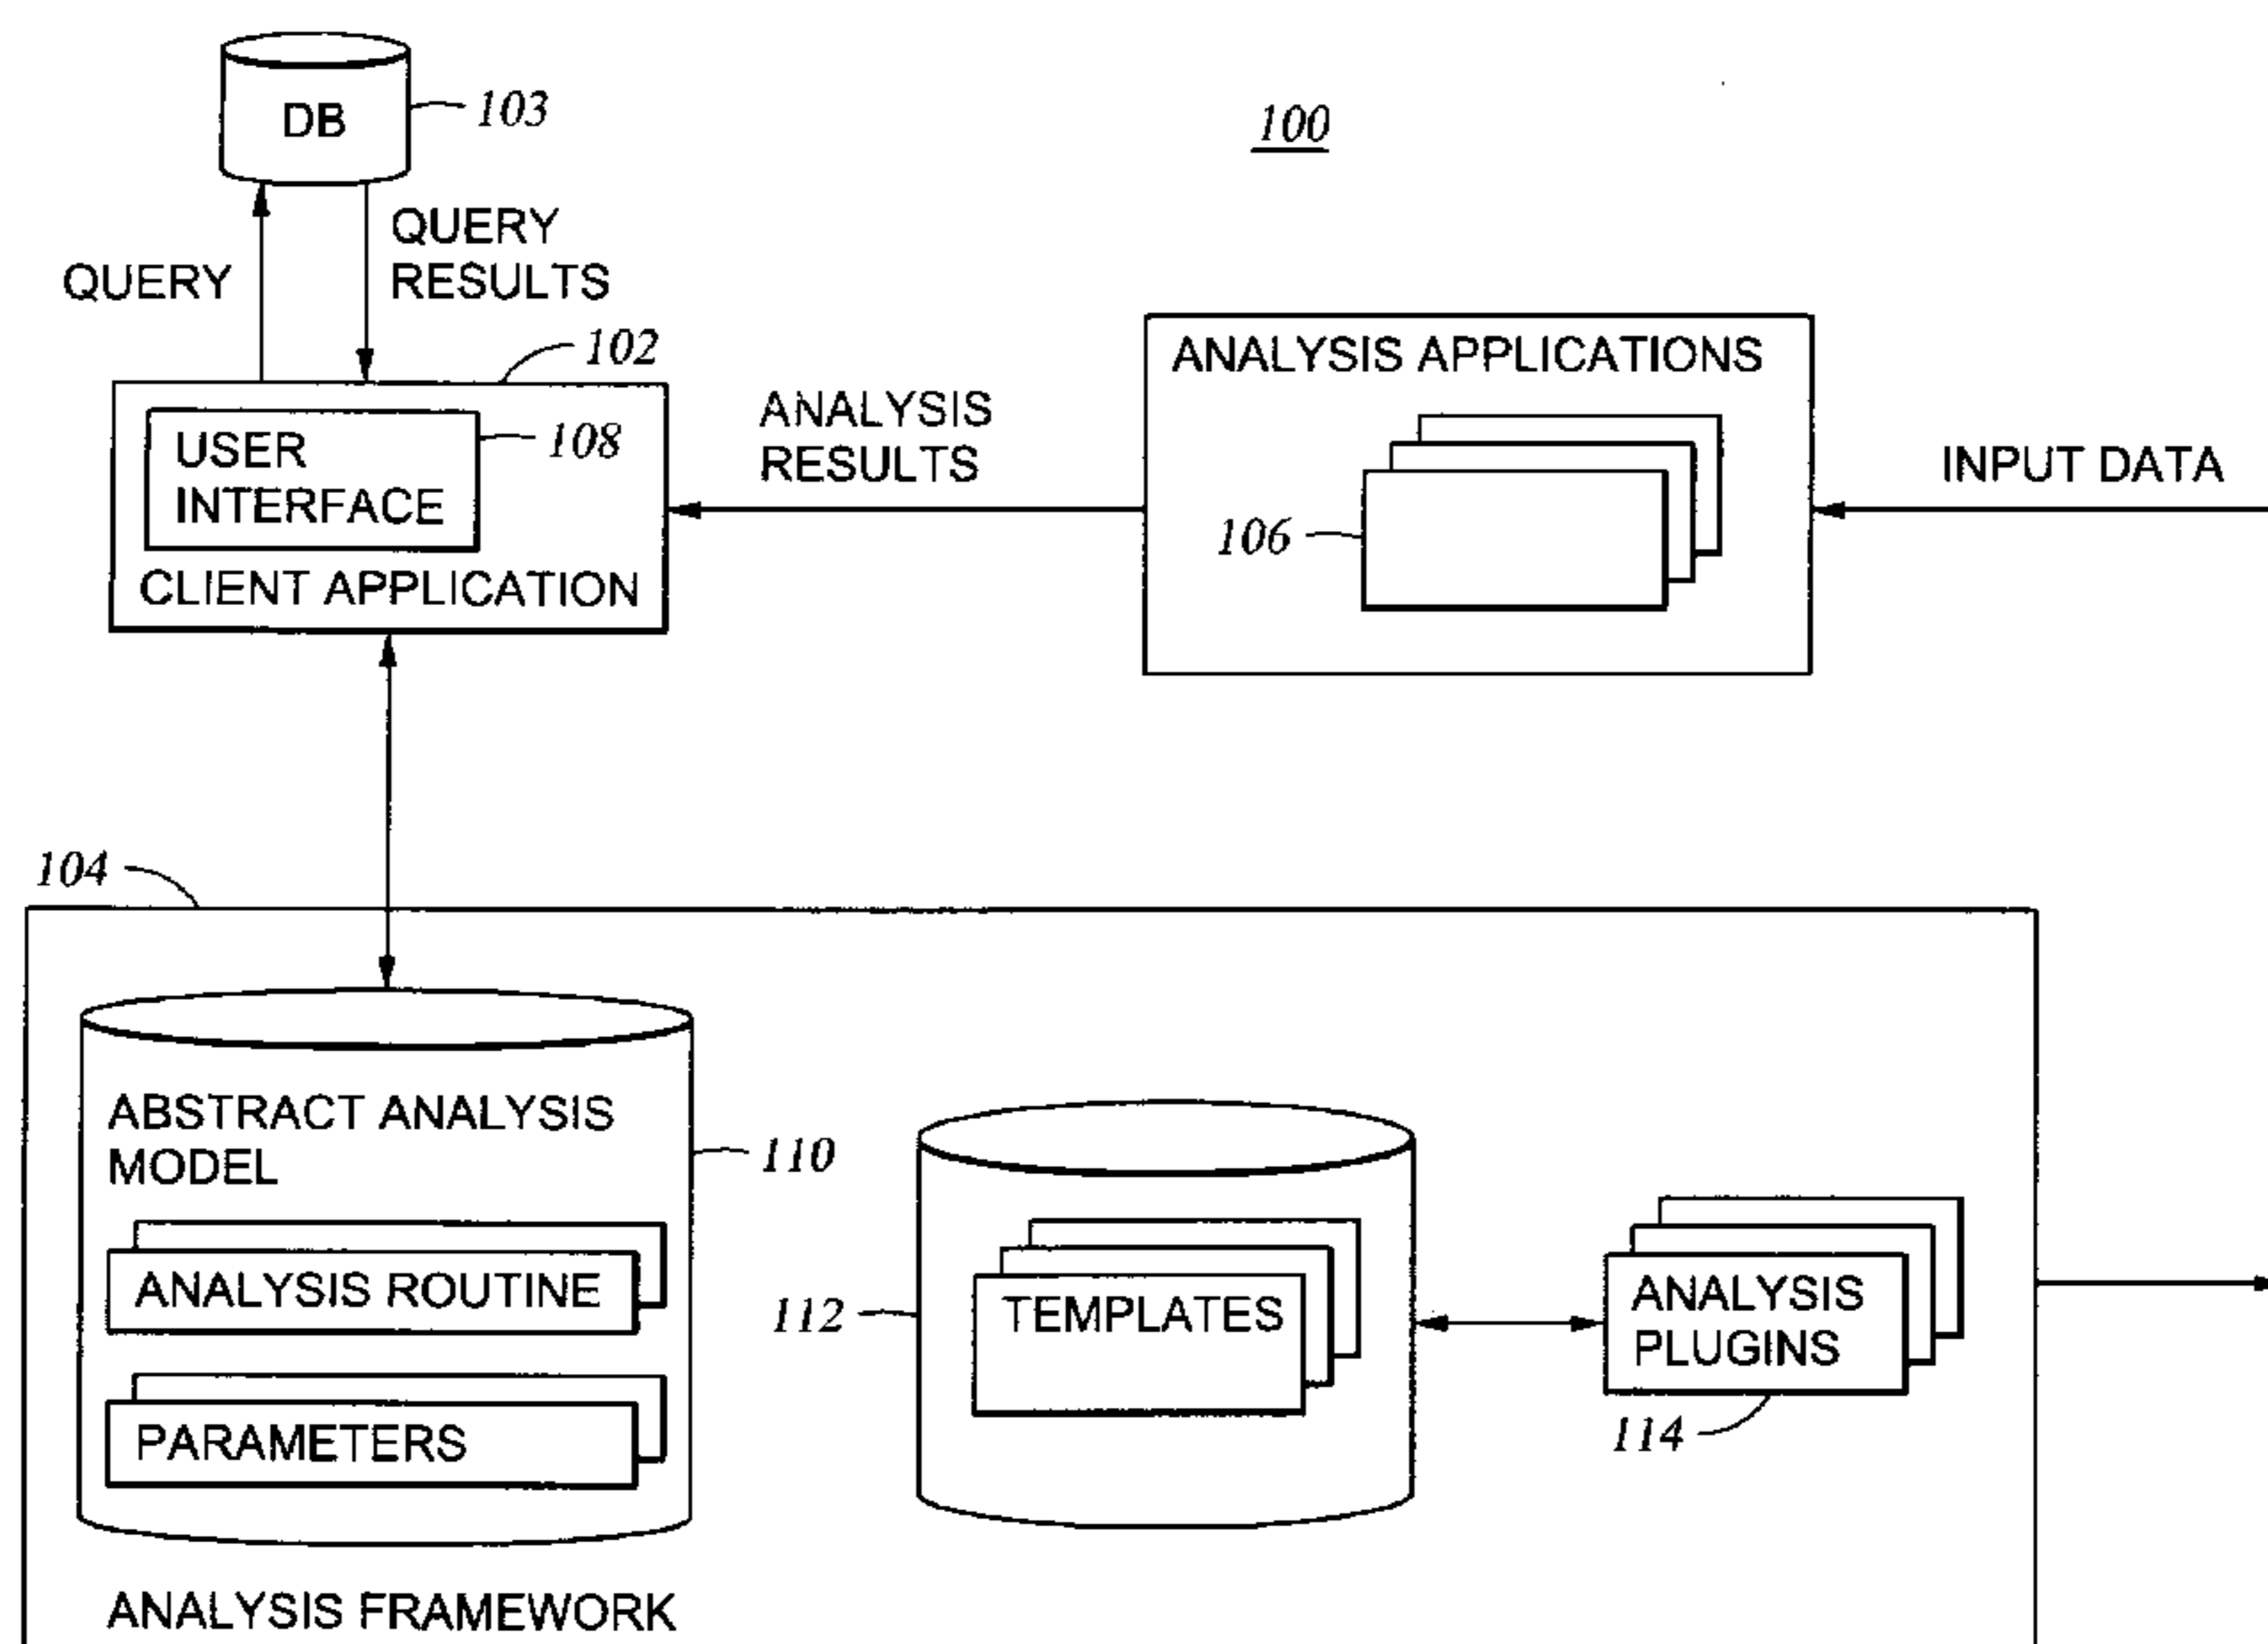 DB
103
100
QUERY
QUERY
RESULTS
102
USER
INTERFACE
108
CLIENT APPLICATION
ANALYSIS
RESULTS
ANALYSIS APPLICATIONS
106
INPUT DATA
104
ABSTRACT ANALYSIS
MODEL
110
ANALYSIS ROUTINE
PARAMETERS
112
TEMPLATES
ANALYSIS
PLUGINS
114
ANALYSIS FRAMEWORK